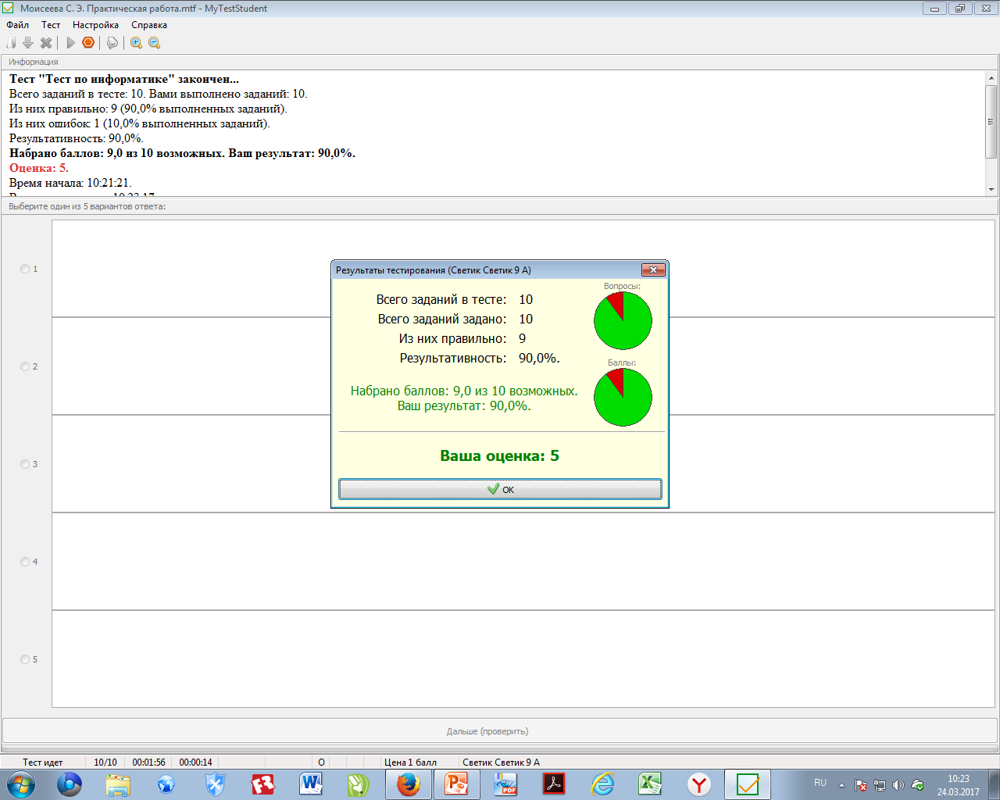 Моисеева С. Э. Практическая работа.mtf - MyTestStudent
Файл Тест Настройка Справка
Информация
Тест "Тест по информатике" закончен...
Всего заданий в тесте: 10. Вами выполнено заданий: 10.
Из них правильно: 9 (90,0% выполненных заданий).
Из них ошибок: 1 (10,0% выполненных заданий).
Результативность: 90,0%.
Набрано баллов: 9,0 из 10 возможных. Ваш результат: 90,0%.
Оценка: 5.
Время начала: 10:21:21.
Выберите один из 5 вариантов ответа:
1
2
3
4
5
Результаты тестирования (Светик Светик 9 А)
Всего заданий в тесте: 10
Всего заданий задано: 10
Из них правильно: 9
Результативность: 90,0%.
Вопросы:
Баллы:
Набрано баллов: 9,0 из 10 возможных.
Ваш результат: 90,0%.
Ваша оценка: 5
OK
Дальше (проверить)
Тест идет 10/10 00:01:56 00:00:14 О Цена 1 балл Светик Светик 9 А
PDF
RU
10:23
24.03.2017